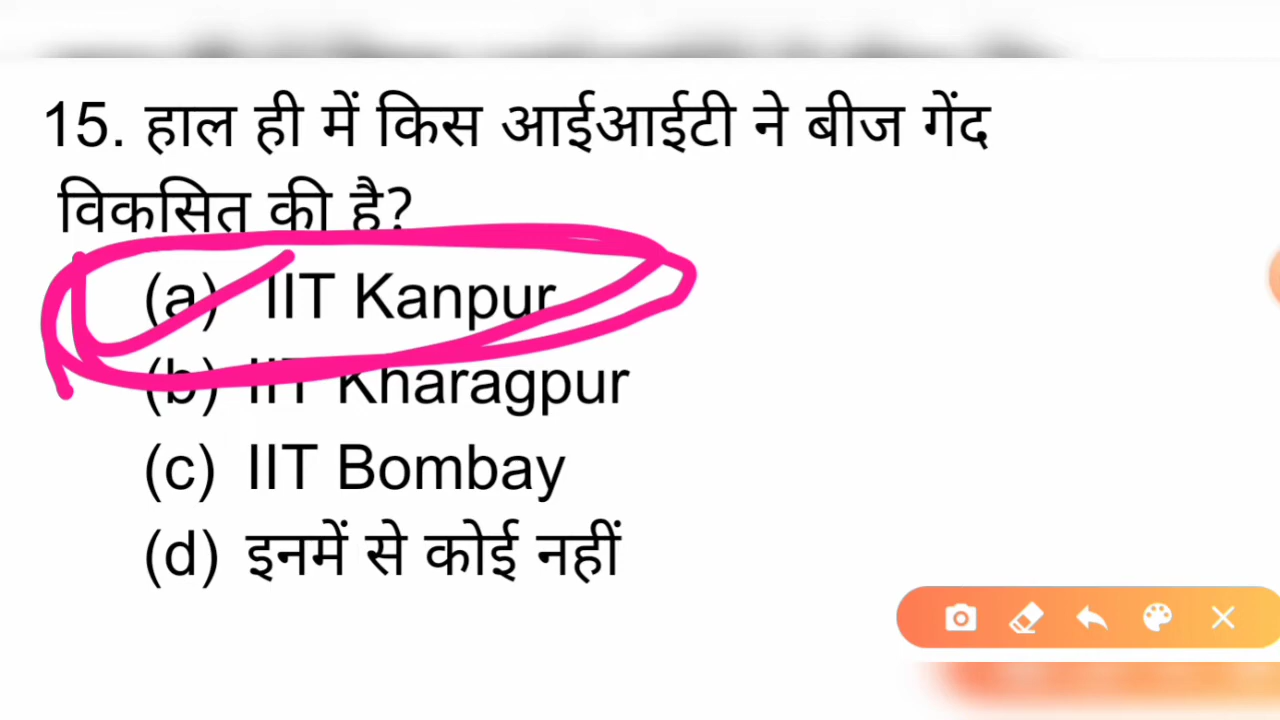 15. हाल ही में किस आईआईटी ने बीज गेंद
विकसित की है?
(a) IIT Kanpur
(b) IIT Kharagpur
(c) IIT Bombay
(d) इनमें से कोई नहीं